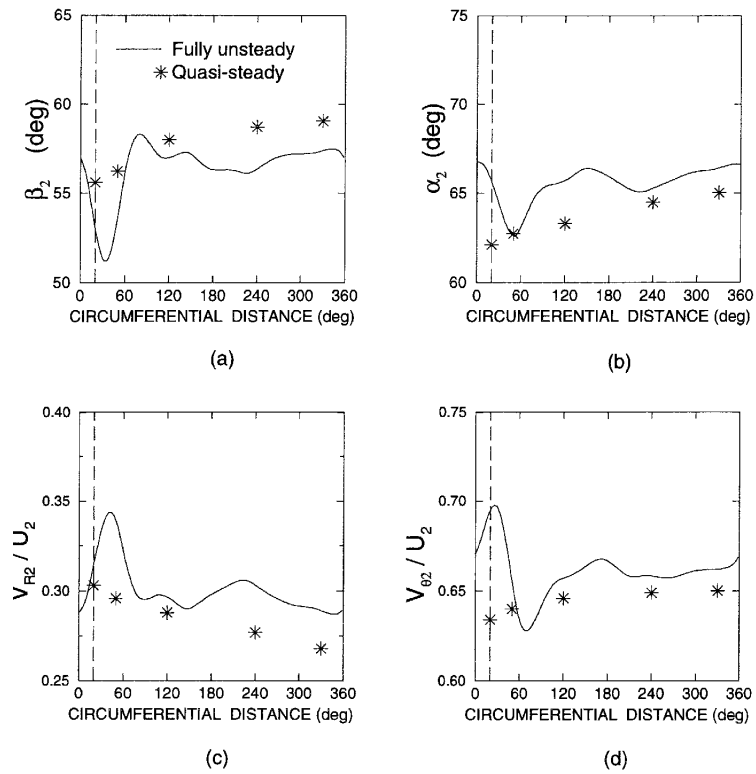 65
60
55
50
β₂ (deg)
Fully unsteady
Quasi-steady
0 60 120 180 240 300 360
CIRCUMFERENTIAL DISTANCE (deg)
(a)
75
70
65
60
α₂ (deg)
0 60 120 180 240 300 360
CIRCUMFERENTIAL DISTANCE (deg)
(b)
0.40
0.35
0.30
0.25
V_R2 / U₂
0 60 120 180 240 300 360
CIRCUMFERENTIAL DISTANCE (deg)
(c)
0.75
0.70
0.65
0.60
V_θ2 / U₂
0 60 120 180 240 300 360
CIRCUMFERENTIAL DISTANCE (deg)
(d)